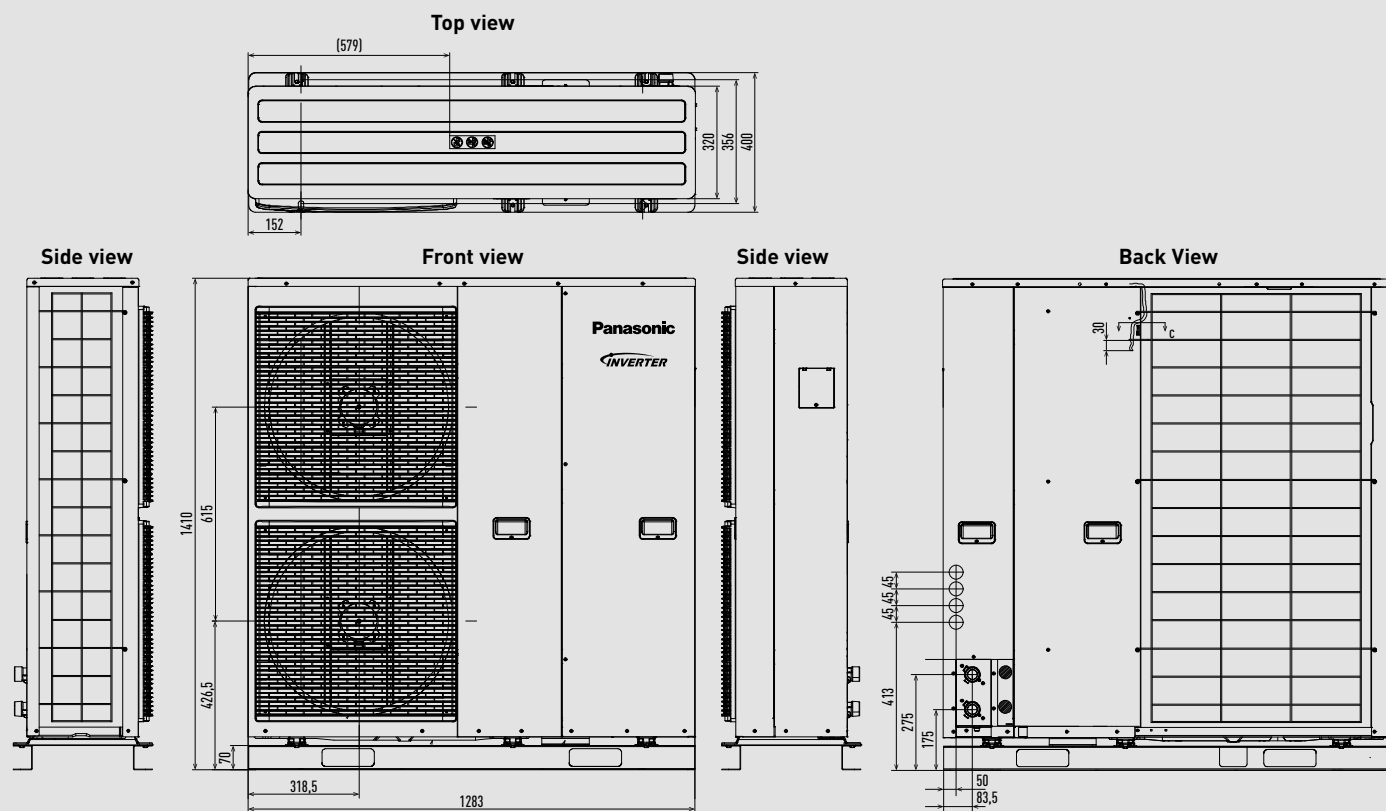 Top view
(579)
320
356
400
152
Side view
Front view
Side view
Back View
Panasonic
INVERTER
30
C
1410
615
426,5
70
318,5
1283
45
45
45
413
275
175
50
83,5